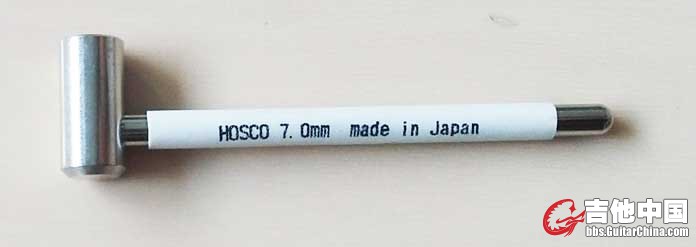 HOSCO 7.0mm made in Japan
吉他中国
bbs.GuitarChina.com